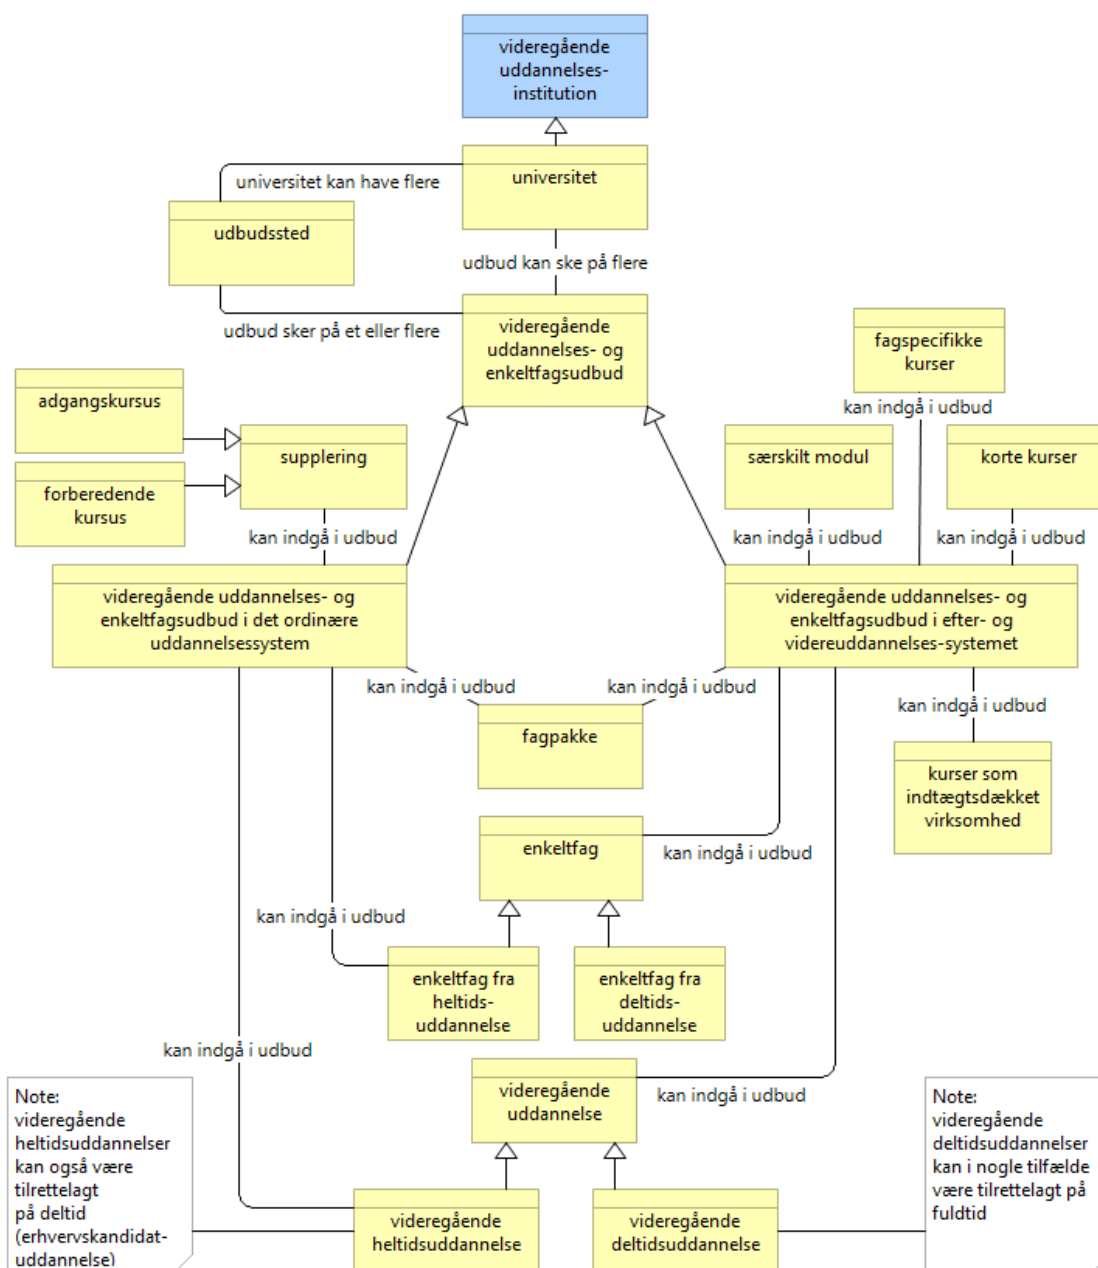 videregående
uddannelses-
institution
universitet
universitet kan have flere
udbudssted
udbud kan ske på flere
udbud sker på et eller flere
videregående
uddannelses- og
enkeltfagsudbud
fagspecifikke
kurser
kan indgå i udbud
adgangskursus
supplering
særskilt modul
korte kurser
forberedende
kursus
kan indgå i udbud
kan indgå i udbud
kan indgå i udbud
videregående uddannelses- og
enkeltfagsudbud i det ordinære
uddannelsessystem
videregående uddannelses- og
enkeltfagsudbud i efter- og
videreuddannelses-systemet
kan indgå i udbud
kan indgå i udbud
kan indgå i udbud
fagpakke
kurser som
indtægtsdækket
virksomhed
enkeltfag
kan indgå i udbud
kan indgå i udbud
enkeltfag fra
heltids-
uddannelse
enkeltfag fra
deltids-
uddannelse
kan indgå i udbud
videregående
uddannelse
kan indgå i udbud
Note:
videregående
heltidsuddannelser
kan også være
tilrettelagt
på deltid
(erhvervskandidat-
uddannelse)
Note:
videregående
deltidsuddannelser
kan i nogle tilfælde
være tilrettelagt på
fuldtid
videregående
heltidsuddannelse
videregående
deltidsuddannelse